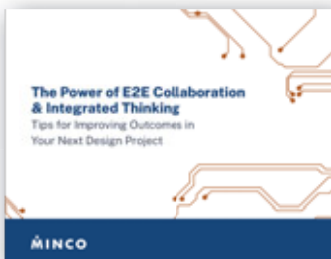 The Power of E2E Collaboration
& Integrated Thinking
Tips for Improving Outcomes in
Your Next Design Project
MINCO